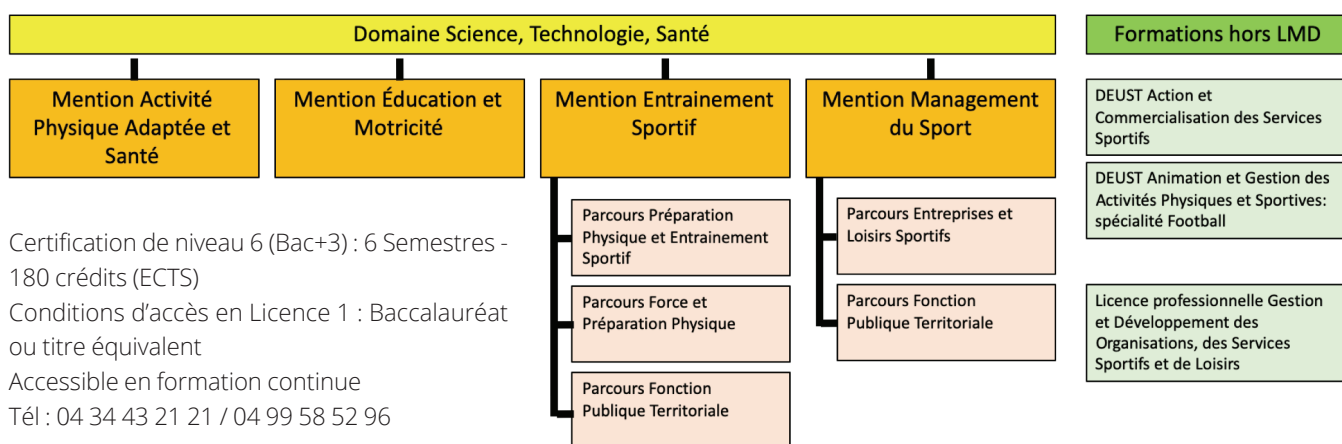 Domaine Science, Technologie, Santé
Formations hors LMD
Mention Activité
Physique Adaptée et
Santé
Mention Éducation et
Motricité
Mention Entrainement
Sportif
Mention Management
du Sport
DEUST Action et
Commercialisation des Services
Sportifs
DEUST Animation et Gestion des
Activités Physiques et Sportives:
spécialité Football
Parcours Préparation
Physique et Entrainement
Sportif
Parcours Entreprises et
Loisirs Sportifs
Parcours Force et
Préparation Physique
Parcours Fonction
Publique Territoriale
Licence professionnelle Gestion
et Développement des
Organisations, des Services
Sportifs et de Loisirs
Parcours Fonction
Publique Territoriale
Certification de niveau 6 (Bac+3) : 6 Semestres -
180 crédits (ECTS)
Conditions d’accès en Licence 1 : Baccalauréat
ou titre équivalent
Accessible en formation continue
Tél : 04 34 43 21 21 / 04 99 58 52 96